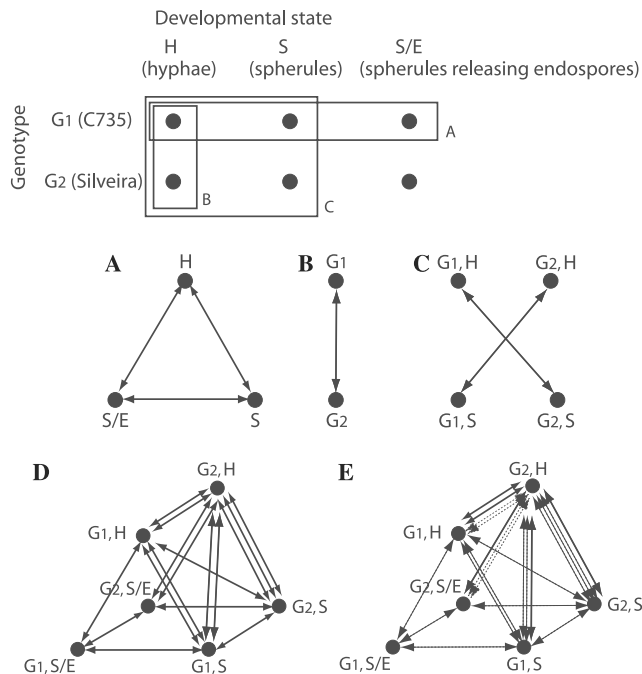 Developmental state
H S S/E
(hyphae) (spherules) (spherules releasing endospores)
Genotype
G1 (C735)
A
G2 (Silveira)
B C
A B C
H G1 G1, H G2, H
S/E S G2 G1, S G2, S
D E
G2, H G2, H
G1, H G1, H
G2, S/E G2, S G2, S/E G2, S
G1, S/E G1, S G1, S/E G1, S